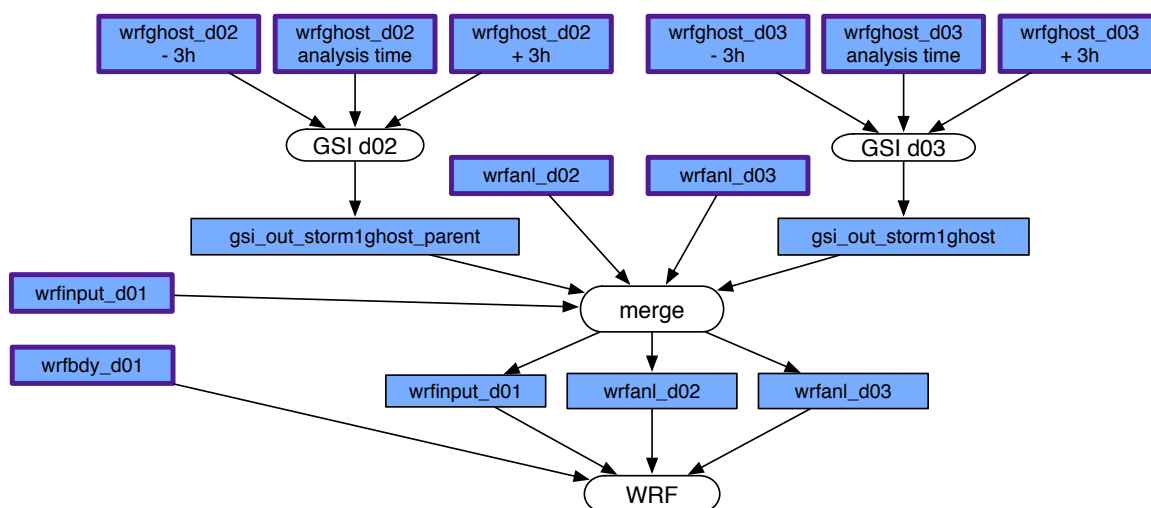 wrfghost_d02
- 3h
wrfghost_d02
analysis time
wrfghost_d02
+ 3h
wrfghost_d03
- 3h
wrfghost_d03
analysis time
wrfghost_d03
+ 3h
GSI d02
GSI d03
wrfanl_d02
wrfanl_d03
gsi_out_storm1ghost_parent
gsi_out_storm1ghost
wrfinput_d01
merge
wrfbdy_d01
wrfinput_d01
wrfanl_d02
wrfanl_d03
WRF